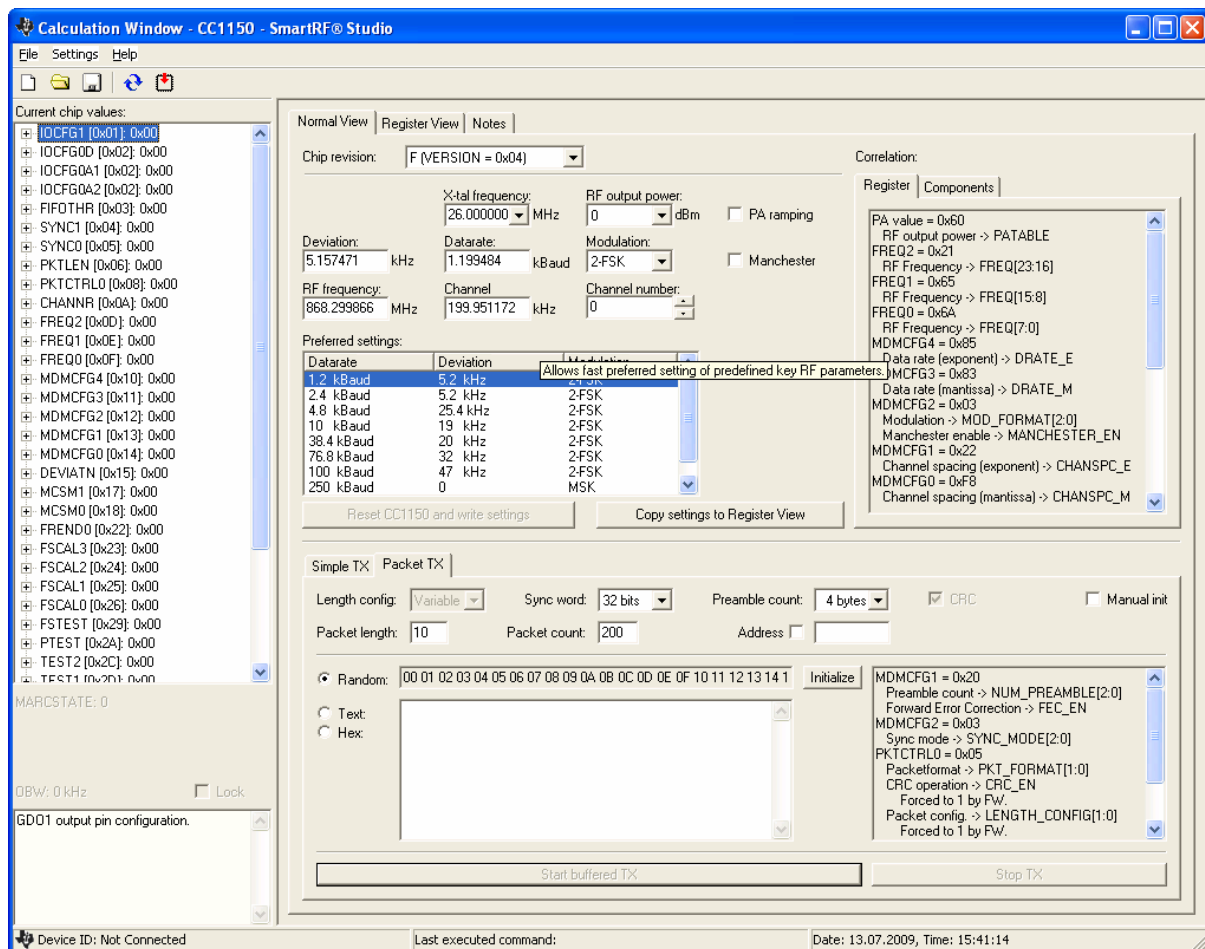 Calculation Window - CC1150 - SmartRF® Studio
File Settings Help
Current chip values:
IOCFG1 [0x01]: 0x00
IOCFG0D [0x02]: 0x00
IOCFG0A1 [0x02]: 0x00
IOCFG0A2 [0x02]: 0x00
FIFOTHR [0x03]: 0x00
SYNC1 [0x04]: 0x00
SYNC0 [0x05]: 0x00
PKTLEN [0x06]: 0x00
PKTCTRL0 [0x08]: 0x00
CHANNR [0x0A]: 0x00
FREQ2 [0x0D]: 0x00
FREQ1 [0x0E]: 0x00
FREQ0 [0x0F]: 0x00
MDMCFG4 [0x10]: 0x00
MDMCFG3 [0x11]: 0x00
MDMCFG2 [0x12]: 0x00
MDMCFG1 [0x13]: 0x00
MDMCFG0 [0x14]: 0x00
DEVIATN [0x15]: 0x00
MCSM1 [0x17]: 0x00
MCSM0 [0x18]: 0x00
FREND0 [0x22]: 0x00
FSCAL3 [0x23]: 0x00
FSCAL2 [0x24]: 0x00
FSCAL1 [0x25]: 0x00
FSCAL0 [0x26]: 0x00
FSTEST [0x29]: 0x00
PTEST [0x2A]: 0x00
TEST2 [0x2C]: 0x00
TEST1 [0x2D]: 0x00
MARCSTATE: 0
OBW: 0 kHz Lock
GDO1 output pin configuration.
Normal View Register View Notes
Chip revision: F (VERSION = 0x04)
X-tal frequency: RF output power:
26.000000 MHz 0 dBm PA ramping
Deviation: Datarate: Modulation:
5.157471 kHz 1.199484 kBaud 2-FSK Manchester
RF frequency: Channel Channel number:
868.299866 MHz 199.951172 kHz 0
Preferred settings:
Datarate Deviation Modulation
Allows fast preferred setting of predefined key RF parameters.
1.2 kBaud 5.2 kHz 2-FSK
2.4 kBaud 5.2 kHz 2-FSK
4.8 kBaud 25.4 kHz 2-FSK
10 kBaud 19 kHz 2-FSK
38.4 kBaud 20 kHz 2-FSK
76.8 kBaud 32 kHz 2-FSK
100 kBaud 47 kHz 2-FSK
250 kBaud 0 MSK
Reset CC1150 and write settings Copy settings to Register View
Correlation:
Register Components
PA value = 0x60
RF output power -> PATABLE
FREQ2 = 0x21
RF Frequency -> FREQ[23:16]
FREQ1 = 0x65
RF Frequency -> FREQ[15:8]
FREQ0 = 0x6A
RF Frequency -> FREQ[7:0]
MDMCFG4 = 0x85
Data rate (exponent) -> DRATE_E
MDMCFG3 = 0x83
Data rate (mantissa) -> DRATE_M
MDMCFG2 = 0x03
Modulation -> MOD_FORMAT[2:0]
Manchester enable -> MANCHESTER_EN
MDMCFG1 = 0x22
Channel spacing (exponent) -> CHANSPC_E
MDMCFG0 = 0xF8
Channel spacing (mantissa) -> CHANSPC_M
Simple TX Packet TX
Length config: Variable Sync word: 32 bits Preamble count: 4 bytes CRC Manual init
Packet length: 10 Packet count: 200 Address
Random: 00 01 02 03 04 05 06 07 08 09 0A 0B 0C 0D 0E 0F 10 11 12 13 14 1 Initialize
Text:
Hex:
MDMCFG1 = 0x20
Preamble count -> NUM_PREAMBLE[2:0]
Forward Error Correction -> FEC_EN
MDMCFG2 = 0x03
Sync mode -> SYNC_MODE[2:0]
PKTCTRL0 = 0x05
Packetformat -> PKT_FORMAT[1:0]
CRC operation -> CRC_EN
Forced to 1 by FW.
Packet config. -> LENGTH_CONFIG[1:0]
Forced to 1 by FW.
Start buffered TX Stop TX
Device ID: Not Connected Last executed command: Date: 13.07.2009, Time: 15:41:14